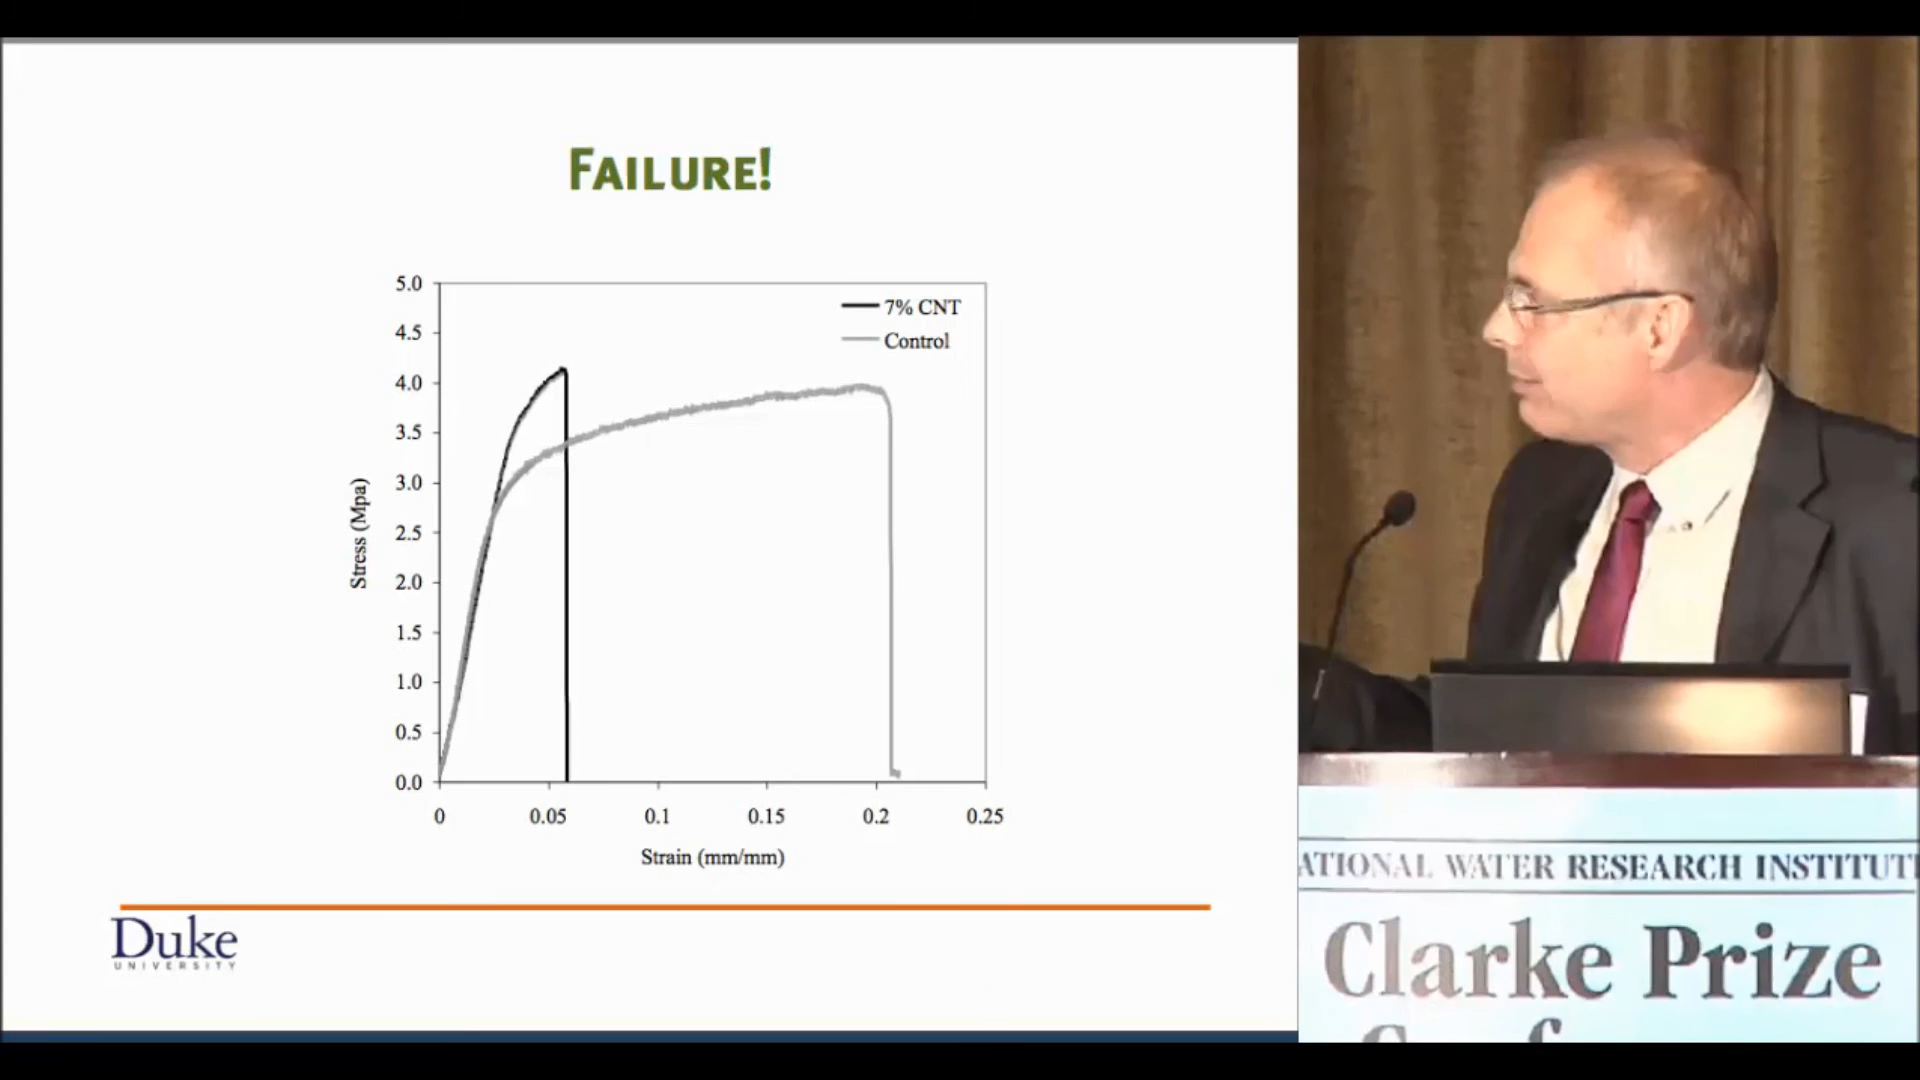 FAILURE!
5.0
4.5
4.0
3.5
3.0
2.5
2.0
1.5
1.0
0.5
0.0
7% CNT
Control
Stress (Mpa)
0 0.05 0.1 0.15 0.2 0.25
Strain (mm/mm)
Duke
UNIVERSITY
ATIONAL WATER RESEARCH INSTITUT
Clarke Prize